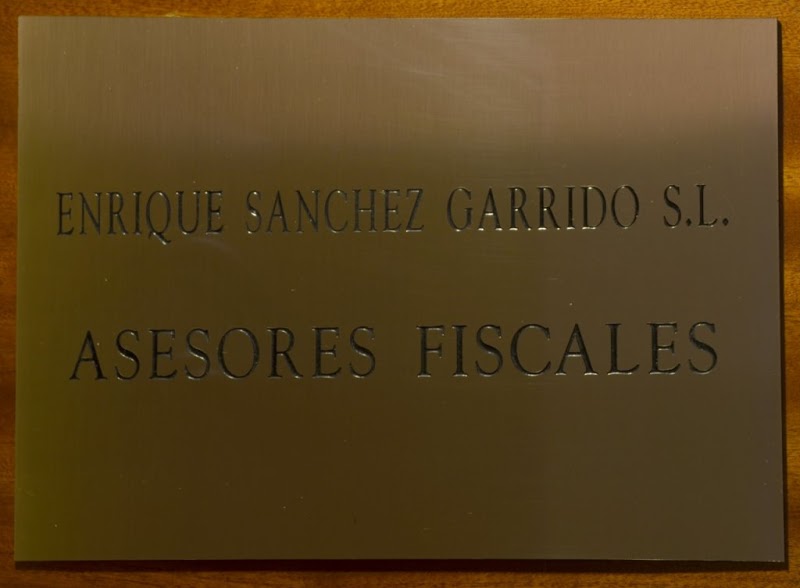 ENRIQUE SANCHEZ GARRIDO S.L.
ASESORES FISCALES